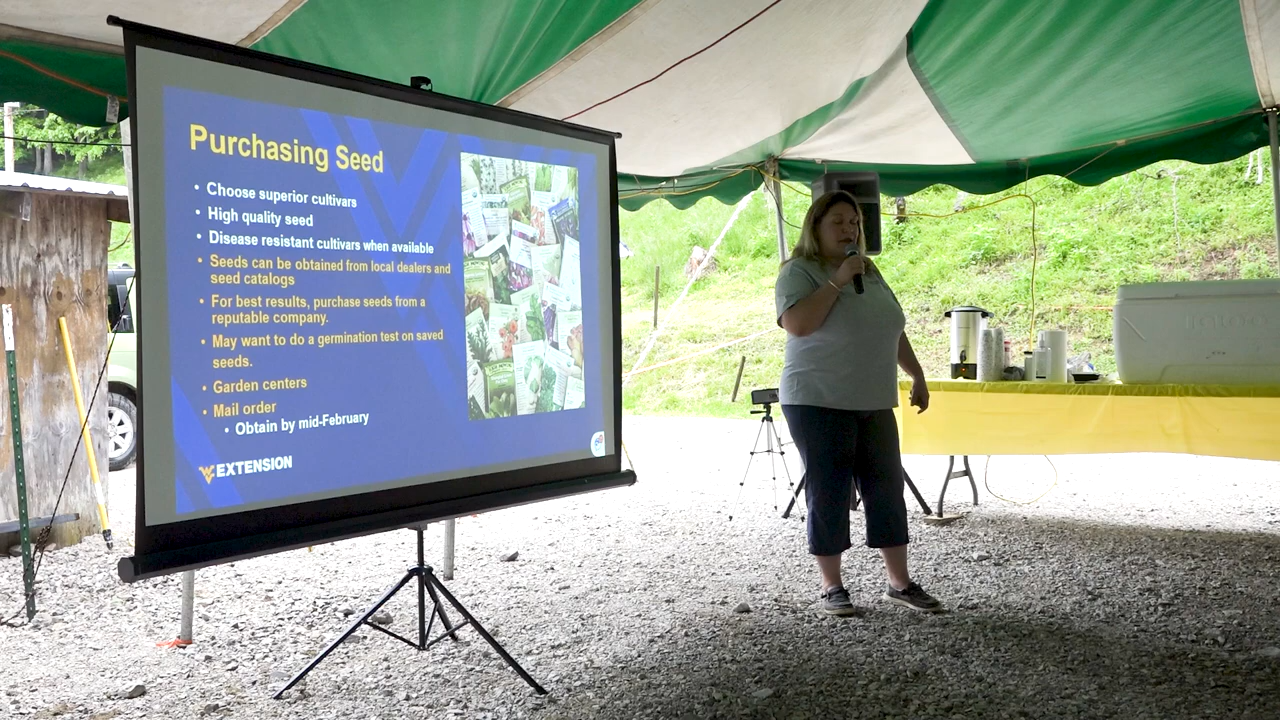 Purchasing Seed
• Choose superior cultivars
• High quality seed
• Disease resistant cultivars when available
• Seeds can be obtained from local dealers and
seed catalogs
• For best results, purchase seeds from a
reputable company.
• May want to do a germination test on saved
seeds.
• Garden centers
• Mail order
• Obtain by mid-February
EXTENSION
IGLOO